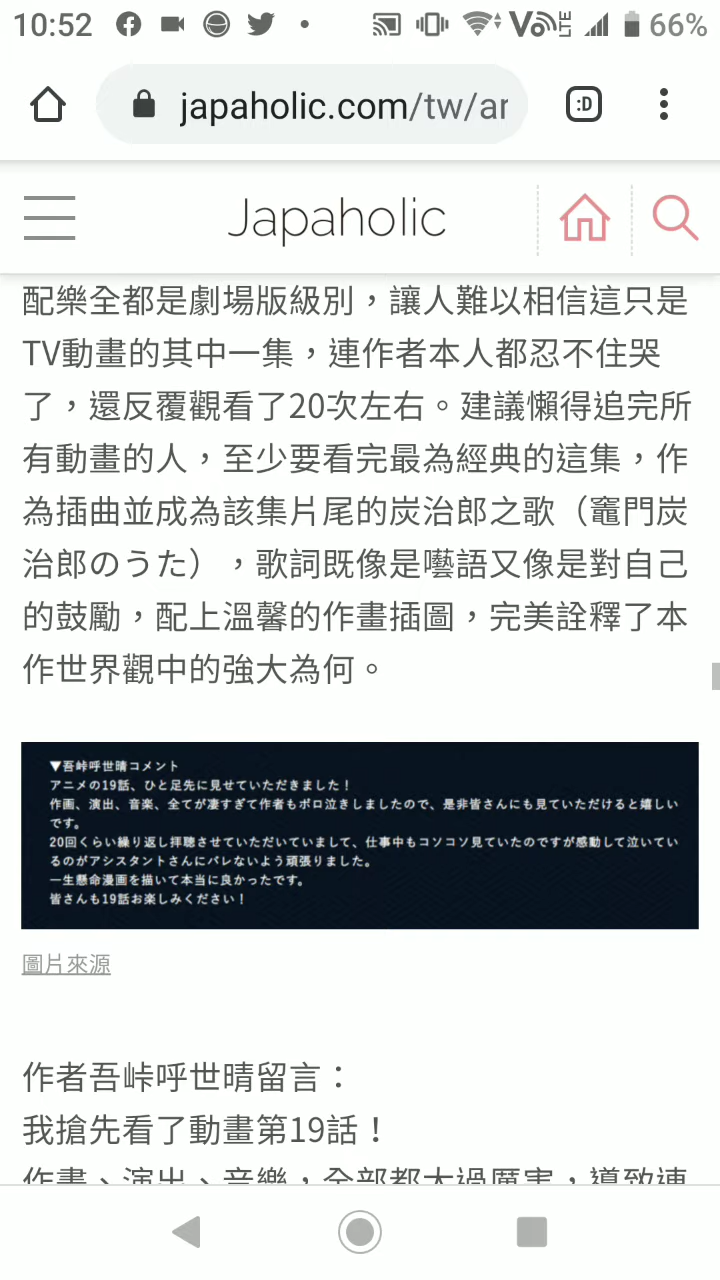 10:52
66%
japaholic.com/tw/ar
:D
Japaholic
配樂全都是劇場版級別，讓人難以相信這只是
TV動畫的其中一集，連作者本人都忍不住哭
了，還反覆觀看了20次左右。建議懶得追完所
有動畫的人，至少要看完最為經典的這集，作
為插曲並成為該集片尾的炭治郎之歌（竈門炭
治郎のうた），歌詞既像是囈語又像是對自己
的鼓勵，配上溫馨的作畫插圖，完美詮釋了本
作世界觀中的強大為何。
▼吾峠呼世晴コメント
アニメの19話、ひと足先に見せていただきました！
作画、演出、音楽、全てが凄すぎて作者もボロ泣きしましたので、是非皆さんにも見ていただけると嬉しい
です。
20回くらい繰り返し拝聴させていただいていまして、仕事中もコソコソ見ていたのですが感動して泣いてい
るのがアシスタントさんにバレないよう頑張りました。
一生懸命漫画を描いて本当に良かったです。
皆さんも19話お楽しみください！
圖片來源
作者吾峠呼世晴留言：
我搶先看了動畫第19話！
作畫、演出、音樂，全部都太過厲害，導致連